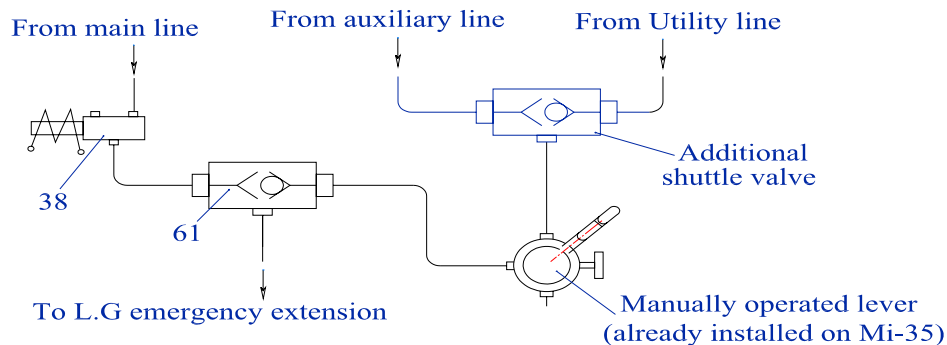 From main line
From auxiliary line
From Utility line
38
61
Additional
shuttle valve
To L.G emergency extension
Manually operated lever
(already installed on Mi-35)